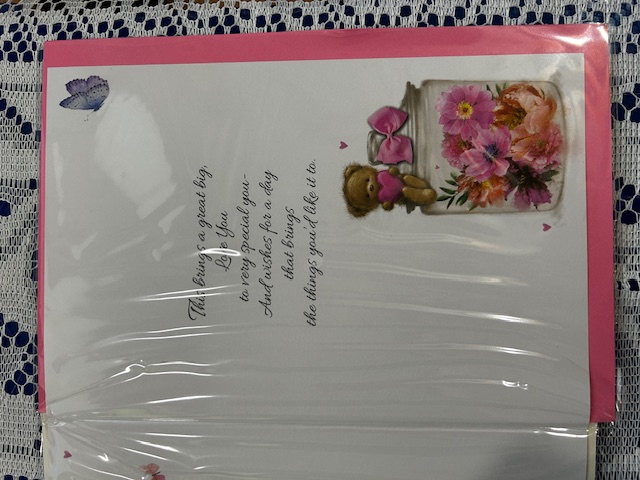 This brings a great big,
Love You
to very special you-
And wishes for a day
that brings
the things you'd like it to.